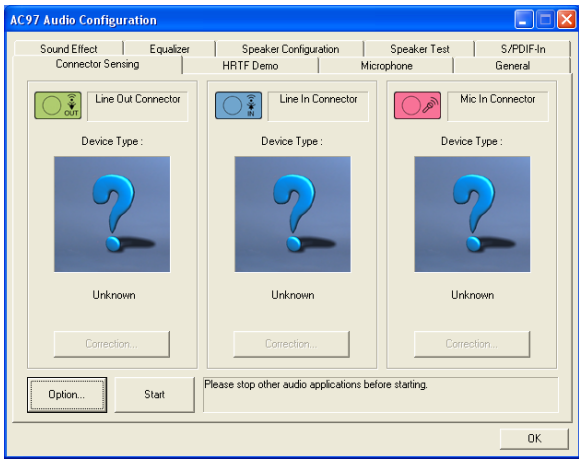 AC97 Audio Configuration
Sound Effect Equalizer Speaker Configuration Speaker Test S/PDIF-In
Connector Sensing HRTF Demo Microphone General
OUT Line Out Connector
IN Line In Connector
Mic In Connector
Device Type : Device Type : Device Type :
Unknown Unknown Unknown
Correction... Correction... Correction...
Option... Start Please stop other audio applications before starting.
OK